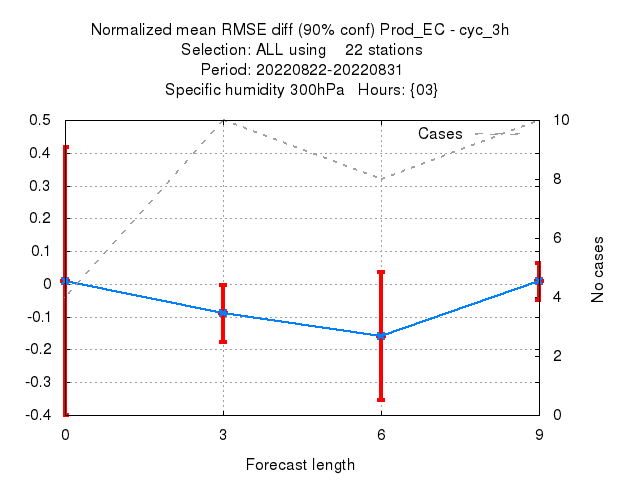 Normalized mean RMSE diff (90% conf) Prod_EC - cyc_3h
Selection: ALL using    22 stations
Period: 20220822-20220831
Specific humidity 300hPa   Hours: {03}
Cases
0.5
0.4
0.3
0.2
0.1
0
-0.1
-0.2
-0.3
-0.4
10
8
6
4
2
0
No cases
0
3
6
9
Forecast length